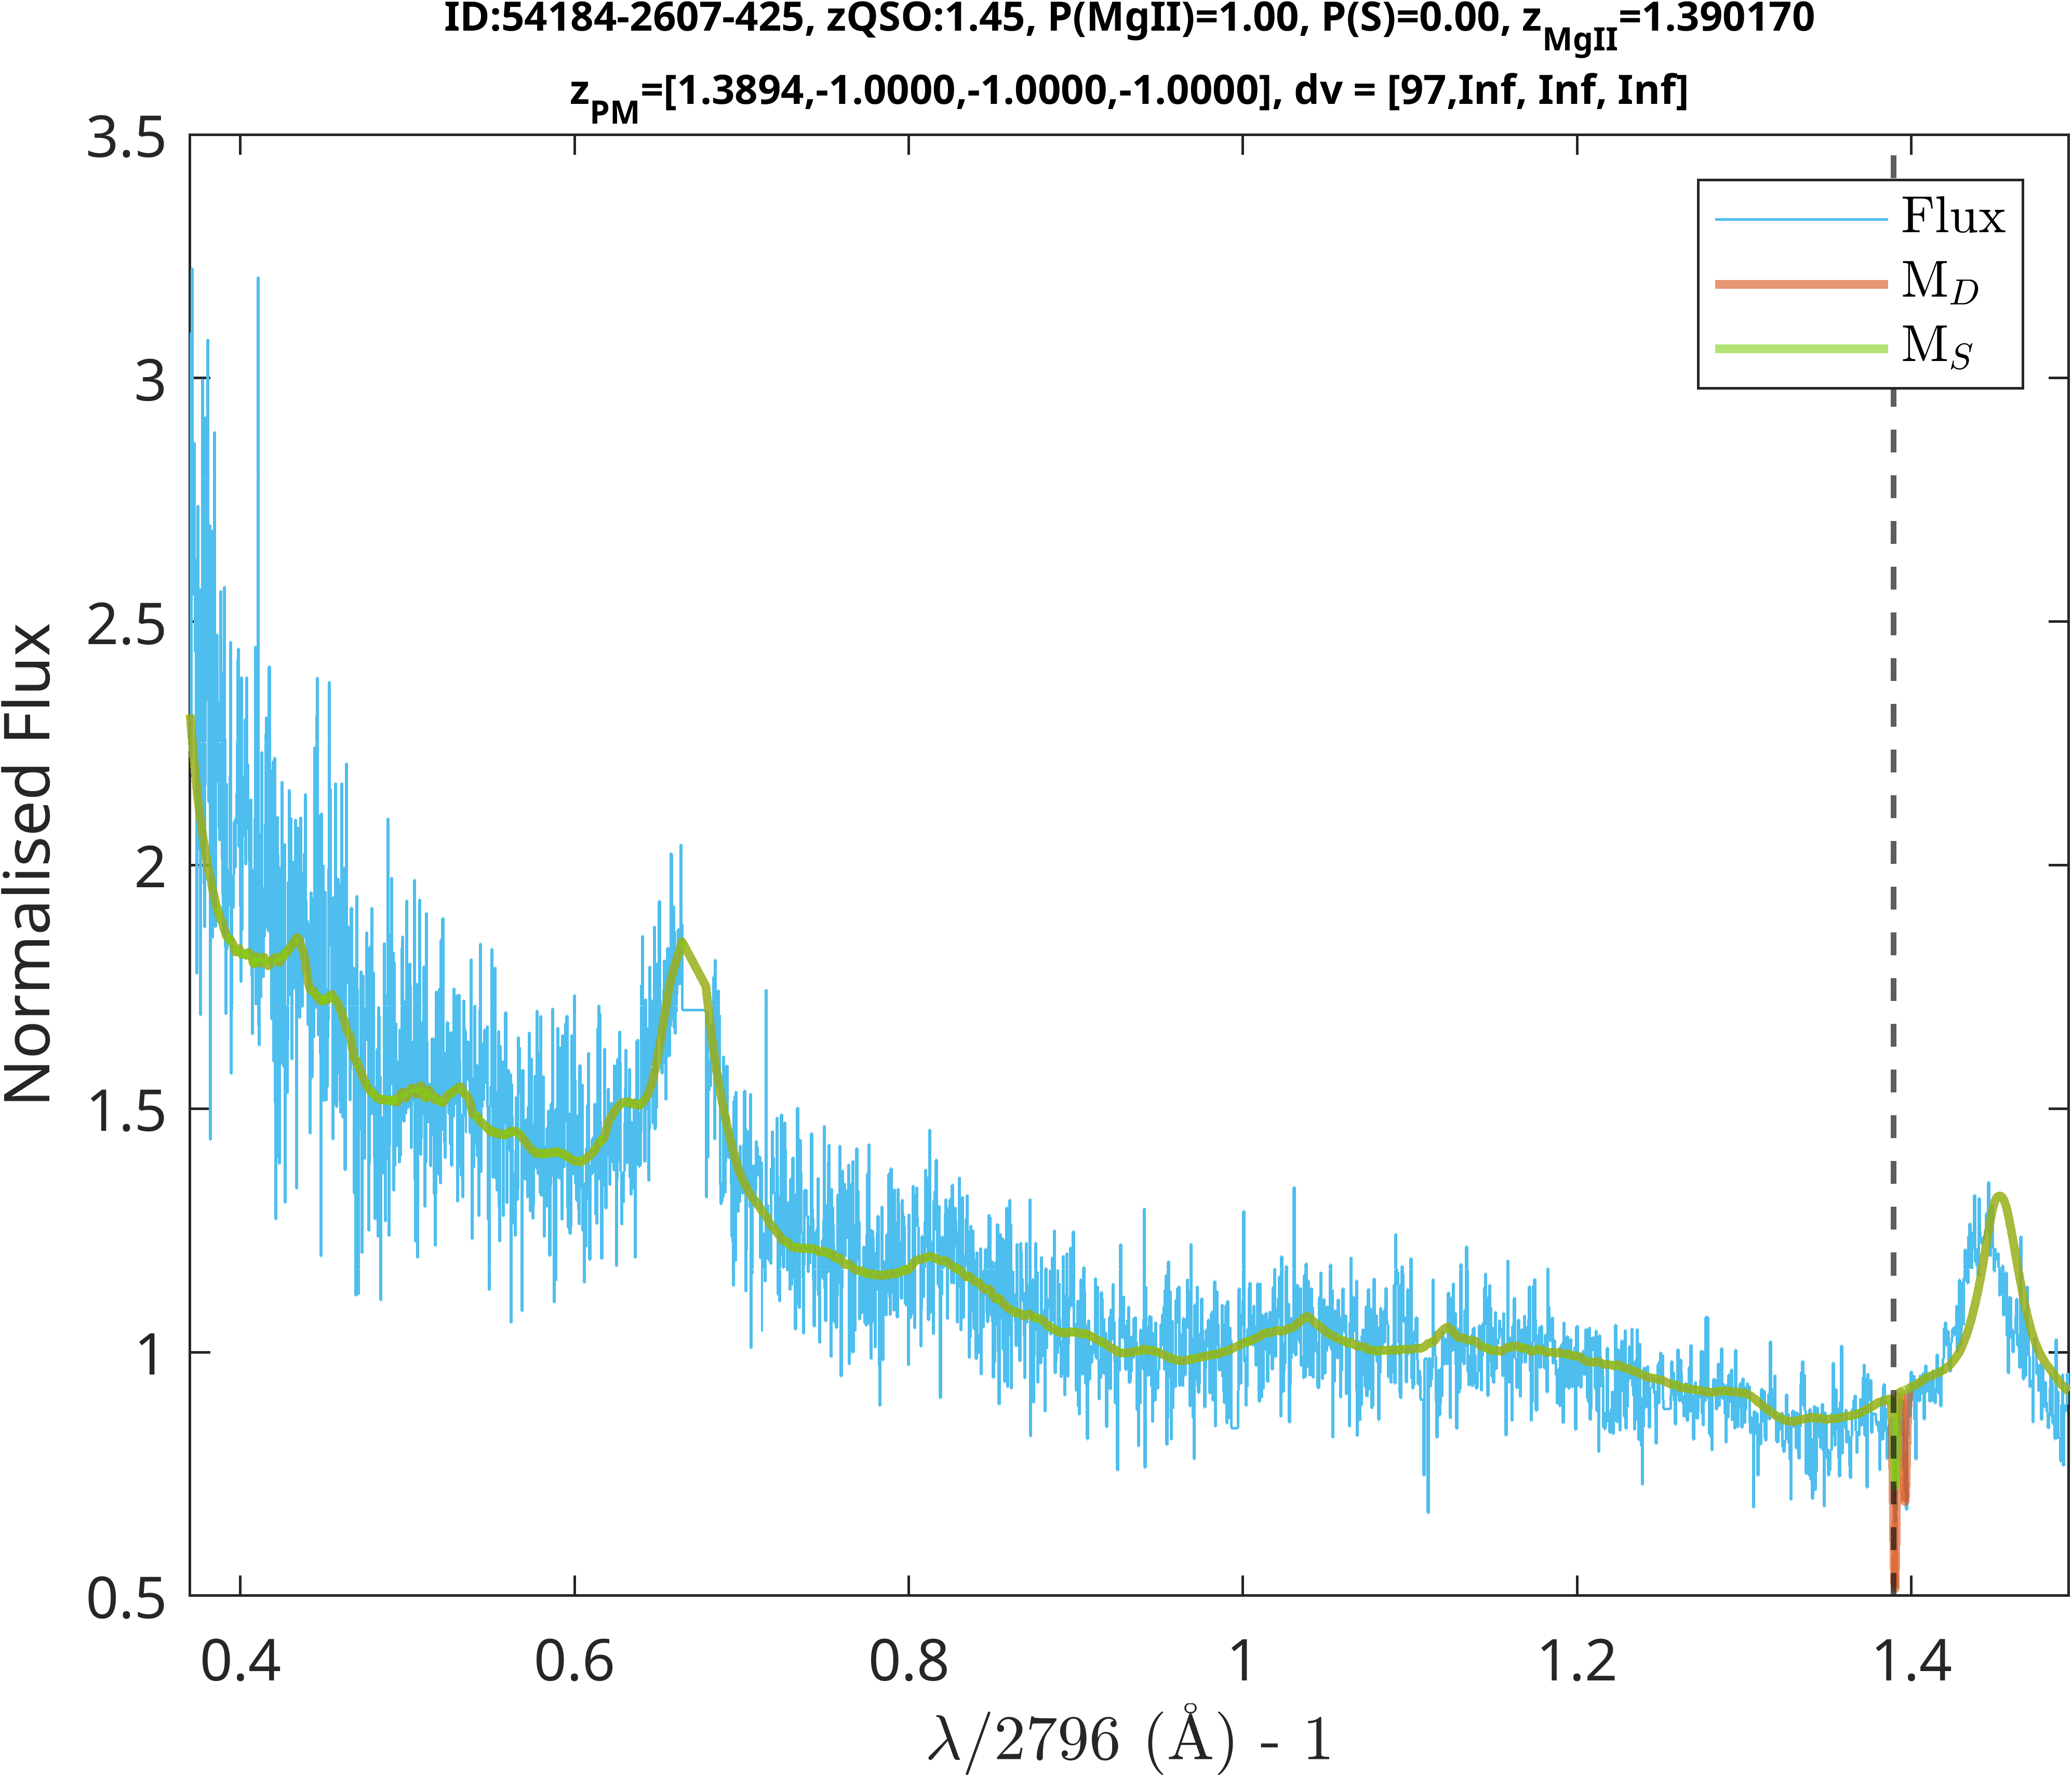 ID:54184-2607-425, zQSO:1.45, P(MgII)=1.00, P(S)=0.00, zMgII=1.390170
zPM=[1.3894,-1.0000,-1.0000,-1.0000], dv = [97,Inf, Inf, Inf]
3.5
3
2.5
2
1.5
1
0.5
Normalised Flux
Flux
MD
MS
0.4 0.6 0.8 1 1.2 1.4
λ/2796 (Å) - 1